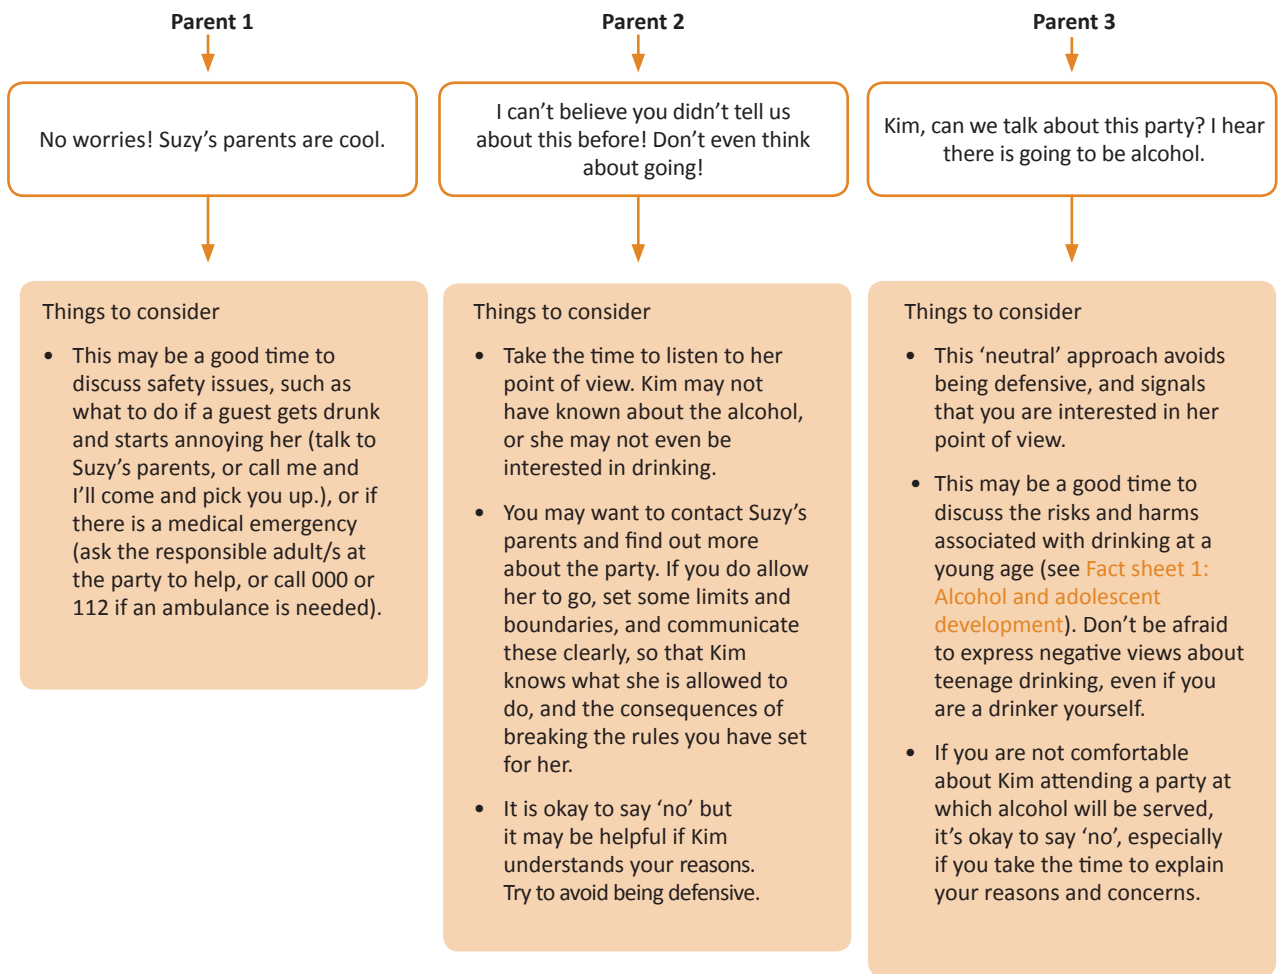 Parent 1
No worries! Suzy’s parents are cool.
Things to consider
• This may be a good time to
discuss safety issues, such as
what to do if a guest gets drunk
and starts annoying her (talk to
Suzy’s parents, or call me and
I’ll come and pick you up.), or if
there is a medical emergency
(ask the responsible adult/s at
the party to help, or call 000 or
112 if an ambulance is needed).
Parent 2
I can’t believe you didn’t tell us
about this before! Don’t even think
about going!
Things to consider
• Take the time to listen to her
point of view. Kim may not
have known about the alcohol,
or she may not even be
interested in drinking.
• You may want to contact Suzy’s
parents and find out more
about the party. If you do allow
her to go, set some limits and
boundaries, and communicate
these clearly, so that Kim
knows what she is allowed to
do, and the consequences of
breaking the rules you have set
for her.
• It is okay to say ‘no’ but
it may be helpful if Kim
understands your reasons.
Try to avoid being defensive.
Parent 3
Kim, can we talk about this party? I hear
there is going to be alcohol.
Things to consider
• This ‘neutral’ approach avoids
being defensive, and signals
that you are interested in her
point of view.
• This may be a good time to
discuss the risks and harms
associated with drinking at a
young age (see Fact sheet 1:
Alcohol and adolescent
development). Don’t be afraid
to express negative views about
teenage drinking, even if you
are a drinker yourself.
• If you are not comfortable
about Kim attending a party at
which alcohol will be served,
it’s okay to say ‘no’, especially
if you take the time to explain
your reasons and concerns.